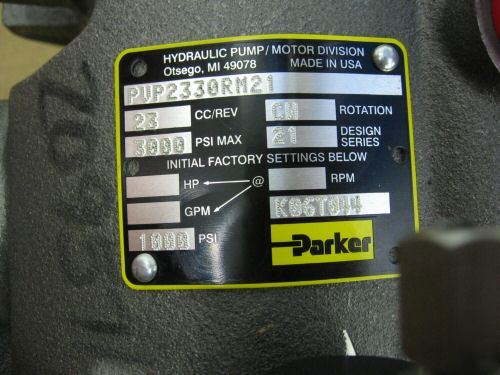 HYDRAULIC PUMP/MOTOR DIVISION
Otsego, MI 49078 MADE IN USA
PVP2330RM21
23 CC/REV CW ROTATION
3000 PSI MAX 21 DESIGN SERIES
INITIAL FACTORY SETTINGS BELOW
HP @ RPM
GPM K06T044
1000 PSI
Parker